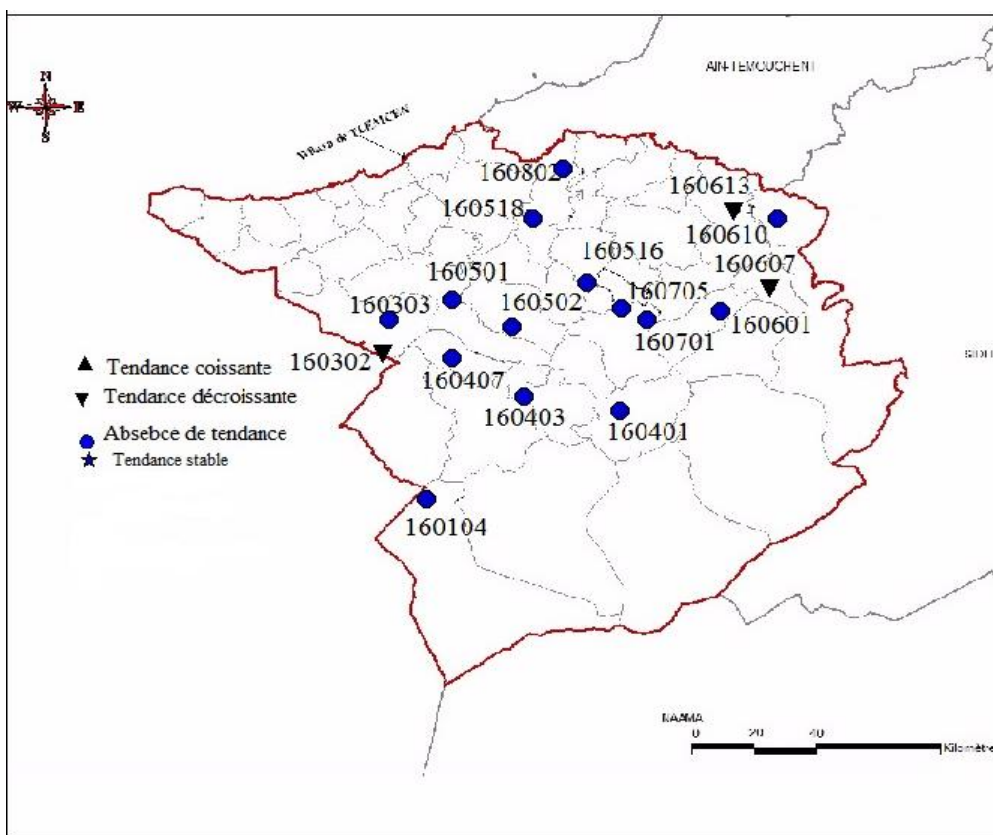 AIN-TEMOUCHENT
N
W E
S
Wilaya de TLEMCEN
160802
160613
160518
160610
160516
160607
160501
160502
160705
160303
160601
160701
160302
Tendance coissante
160407
Tendance décroissante
160403
160401
Absebce de tendance
Tendance stable
160104
NAAMA
0 20 40
Kilomètre